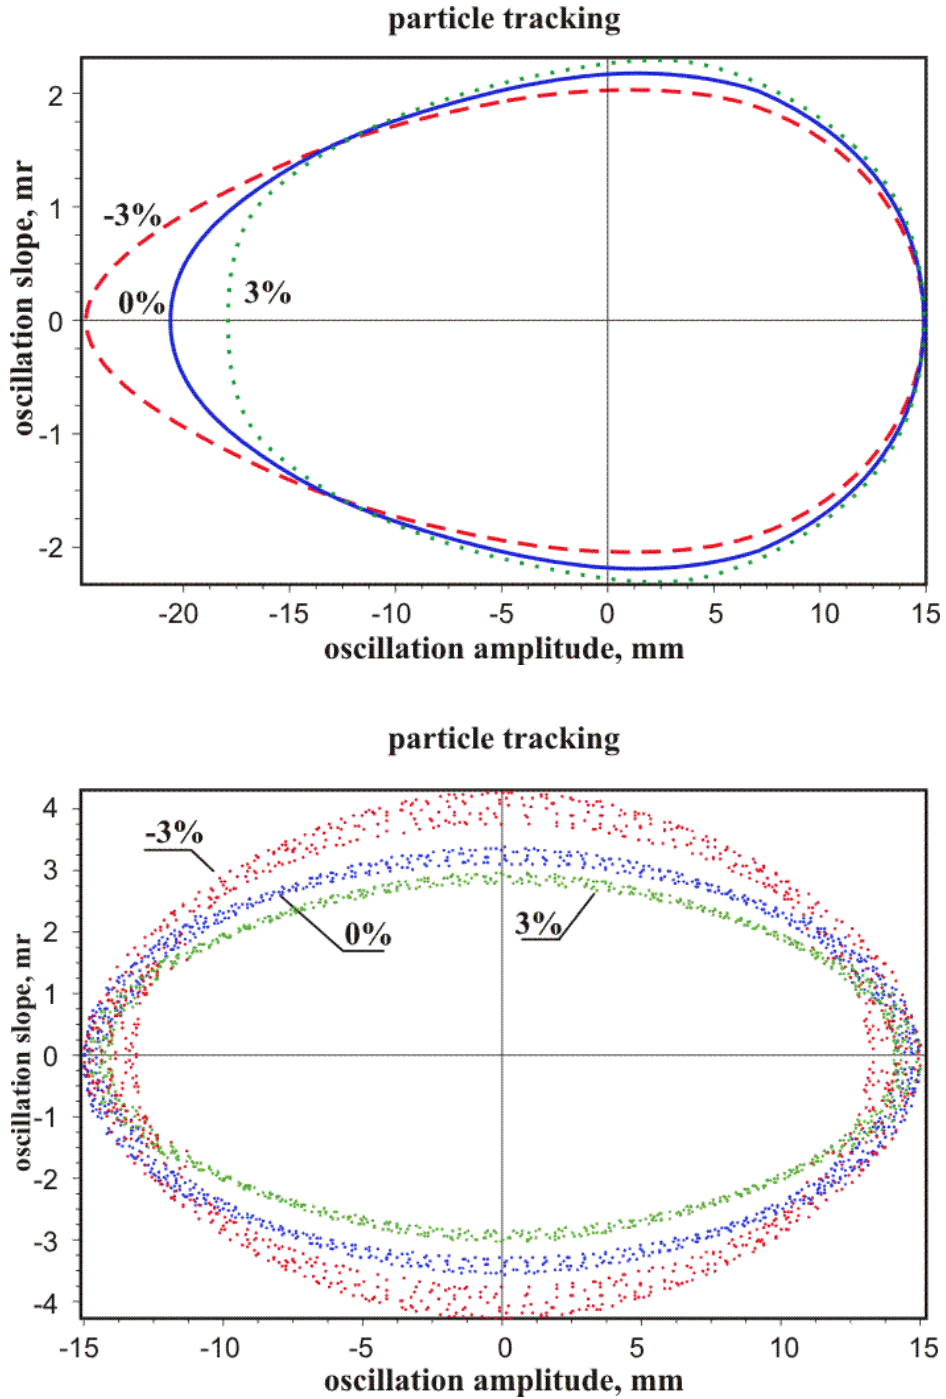 particle tracking
oscillation slope, mr
2
1
0
-1
-2
-3%
0%
3%
-20 -15 -10 -5 0 5 10 15
oscillation amplitude, mm
particle tracking
oscillation slope, mr
4
3
2
1
0
-1
-2
-3
-4
-3%
0%
3%
-15 -10 -5 0 5 10 15
oscillation amplitude, mm